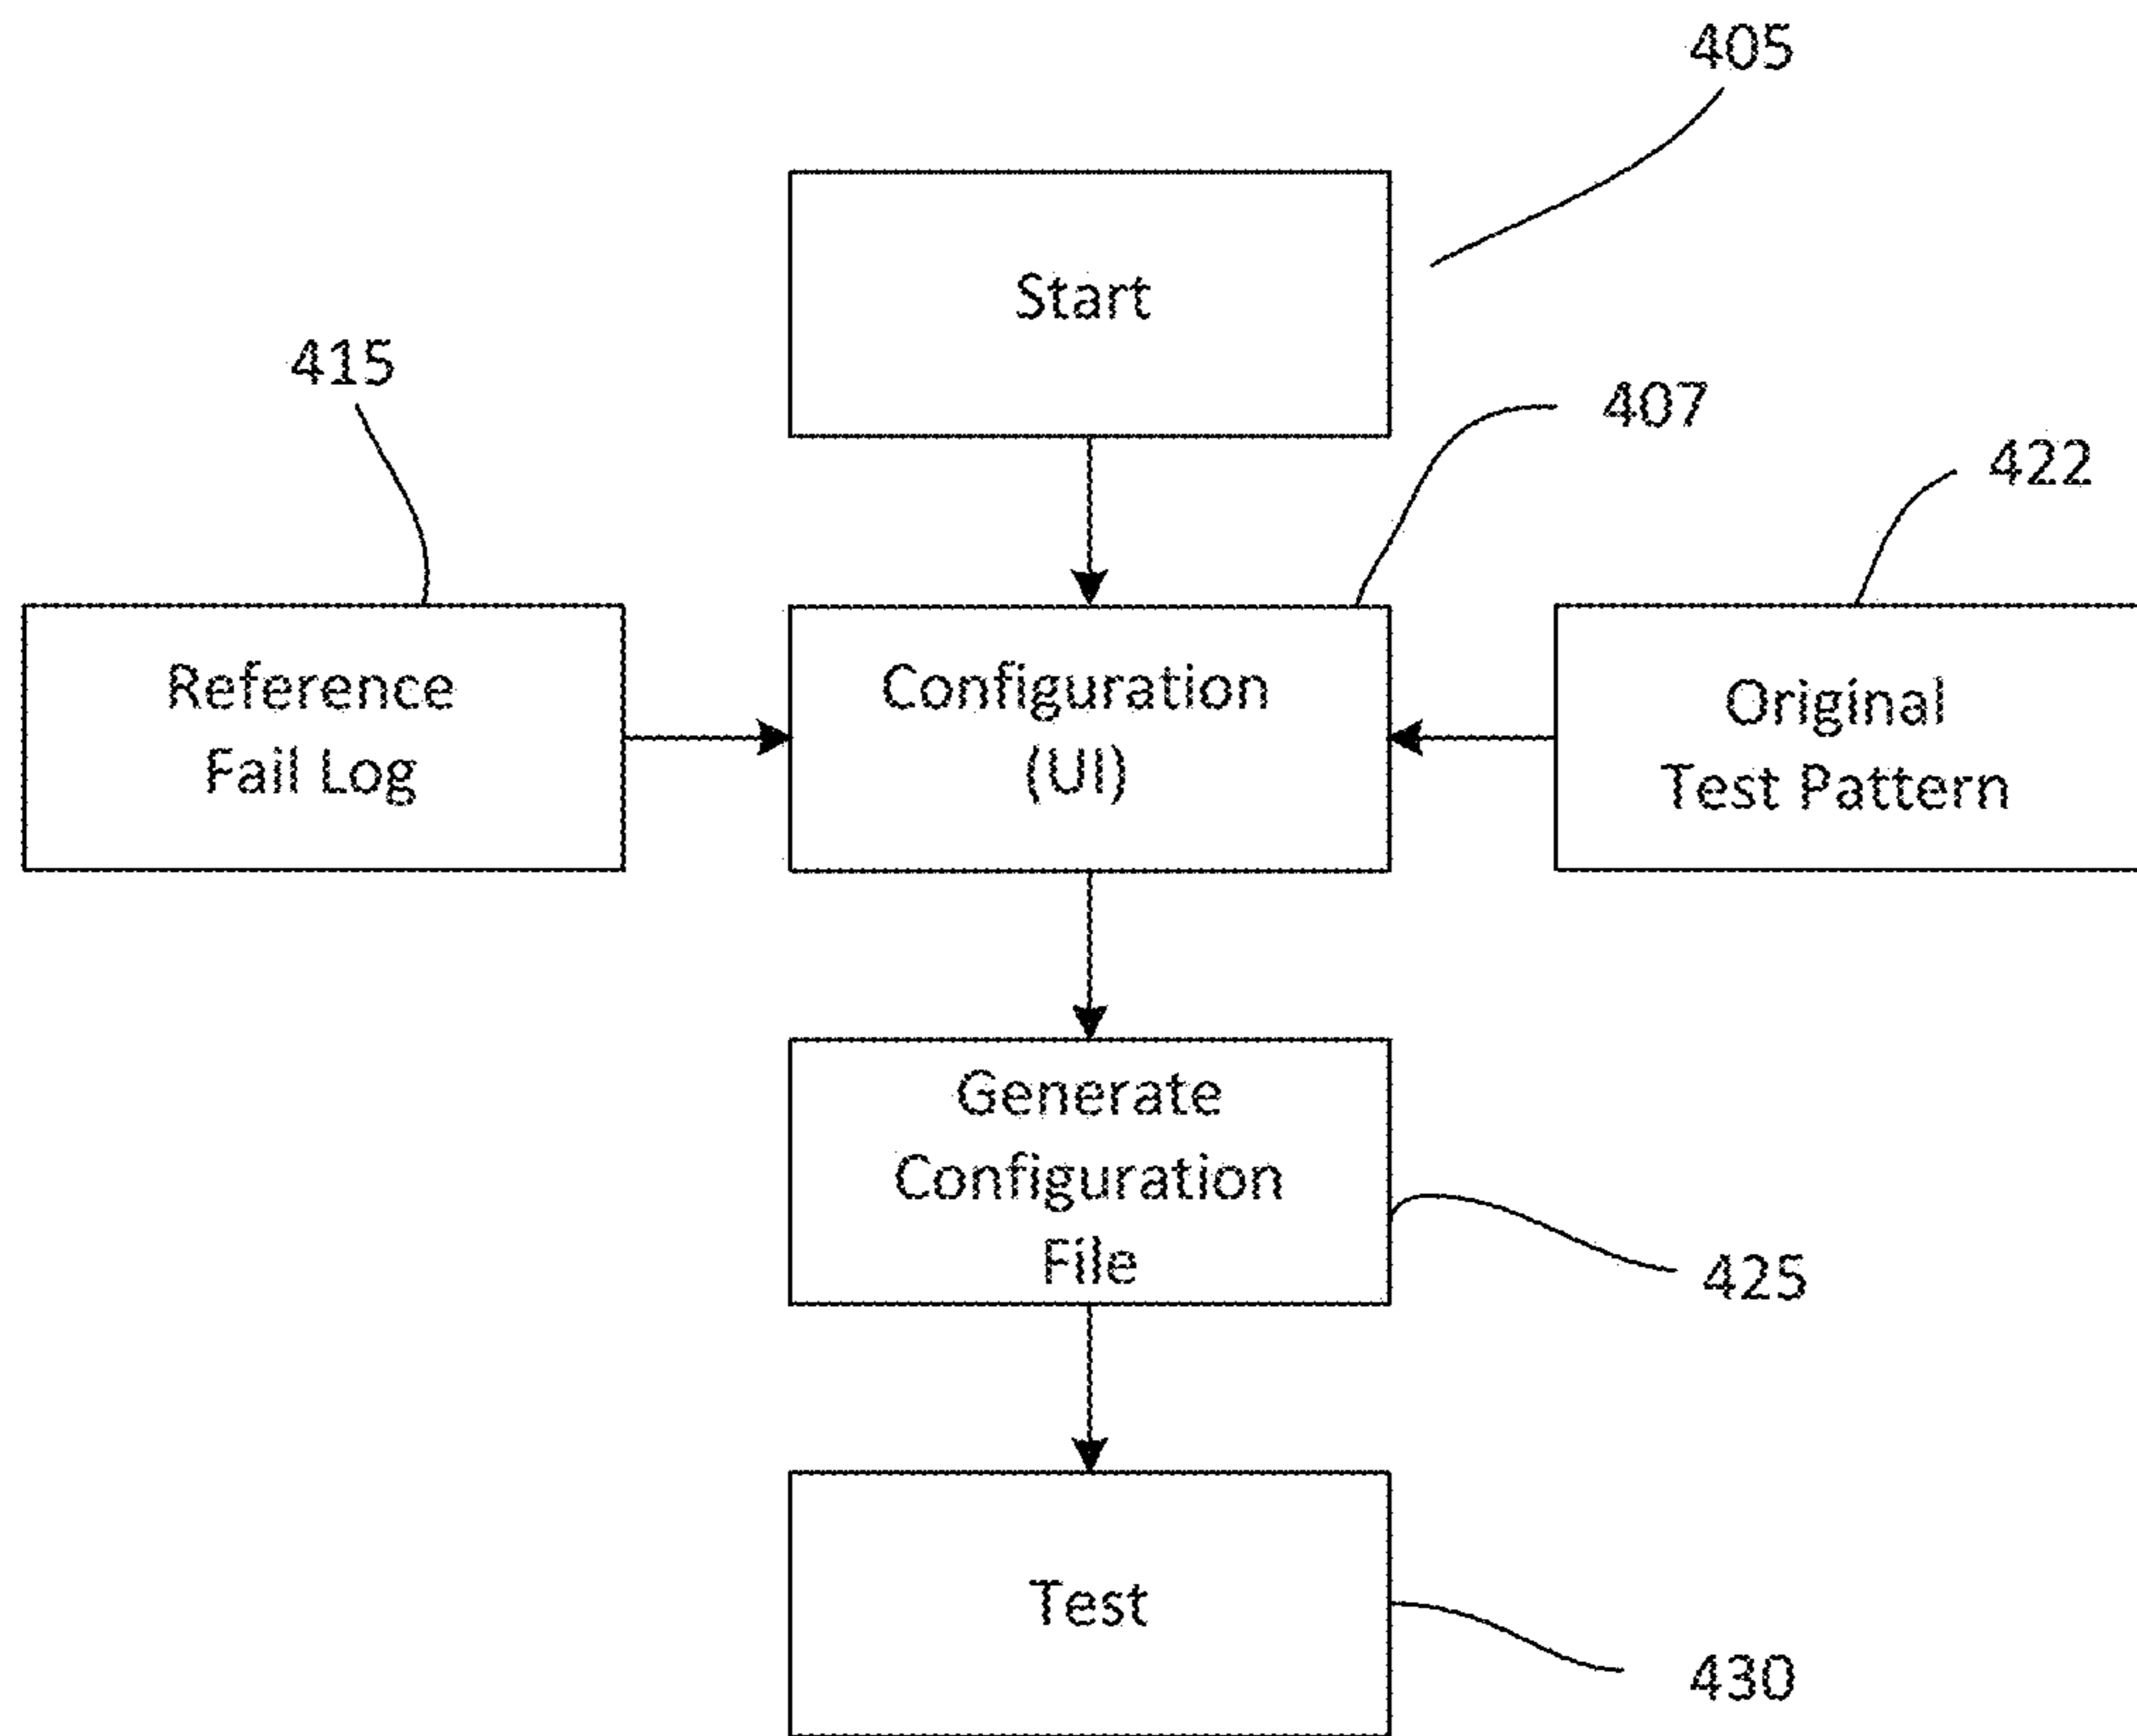 405
Start
415
407
422
Reference
Fail Log
Configuration
(UI)
Original
Test Pattern
Generate
Configuration
File
425
Test
430